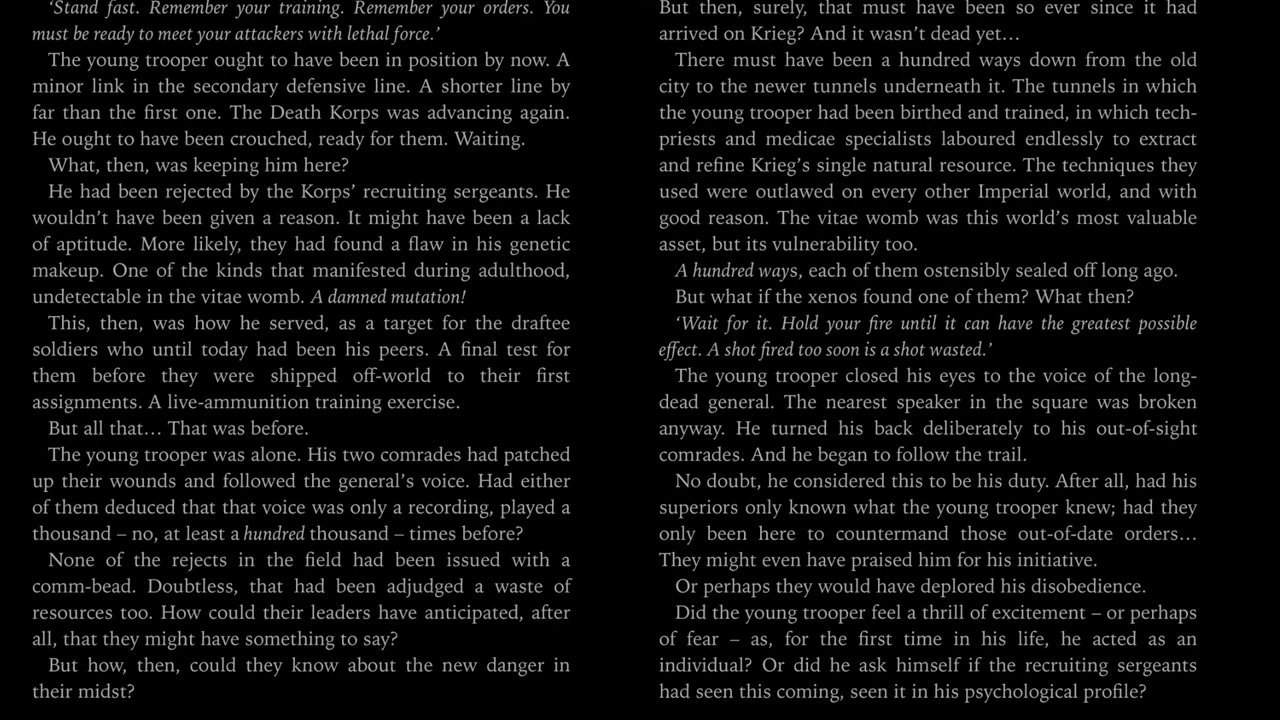 ‘Stand fast. Remember your training. Remember your orders. You
must be ready to meet your attackers with lethal force.’
The young trooper ought to have been in position by now. A
minor link in the secondary defensive line. A shorter line by
far than the first one. The Death Korps was advancing again.
He ought to have been crouched, ready for them. Waiting.
What, then, was keeping him here?
He had been rejected by the Korps’ recruiting sergeants. He
wouldn’t have been given a reason. It might have been a lack
of aptitude. More likely, they had found a flaw in his genetic
makeup. One of the kinds that manifested during adulthood,
undetectable in the vitae womb. A damned mutation!
This, then, was how he served, as a target for the draftee
soldiers who until today had been his peers. A final test for
them before they were shipped off-world to their first
assignments. A live-ammunition training exercise.
But all that… That was before.
The young trooper was alone. His two comrades had patched
up their wounds and followed the general’s voice. Had either
of them deduced that that voice was only a recording, played a
thousand – no, at least a hundred thousand – times before?
None of the rejects in the field had been issued with a
comm-bead. Doubtless, that had been adjudged a waste of
resources too. How could their leaders have anticipated, after
all, that they might have something to say?
But how, then, could they know about the new danger in
their midst?
But then, surely, that must have been so ever since it had
arrived on Krieg? And it wasn’t dead yet…
There must have been a hundred ways down from the old
city to the newer tunnels underneath it. The tunnels in which
the young trooper had been birthed and trained, in which tech-
priests and medicae specialists laboured endlessly to extract
and refine Krieg’s single natural resource. The techniques they
used were outlawed on every other Imperial world, and with
good reason. The vitae womb was this world’s most valuable
asset, but its vulnerability too.
A hundred ways, each of them ostensibly sealed off long ago.
But what if the xenos found one of them? What then?
‘Wait for it. Hold your fire until it can have the greatest possible
effect. A shot fired too soon is a shot wasted.’
The young trooper closed his eyes to the voice of the long-
dead general. The nearest speaker in the square was broken
anyway. He turned his back deliberately to his out-of-sight
comrades. And he began to follow the trail.
No doubt, he considered this to be his duty. After all, had his
superiors only known what the young trooper knew; had they
only been here to countermand those out-of-date orders…
They might even have praised him for his initiative.
Or perhaps they would have deplored his disobedience.
Did the young trooper feel a thrill of excitement – or perhaps
of fear – as, for the first time in his life, he acted as an
individual? Or did he ask himself if the recruiting sergeants
had seen this coming, seen it in his psychological profile?